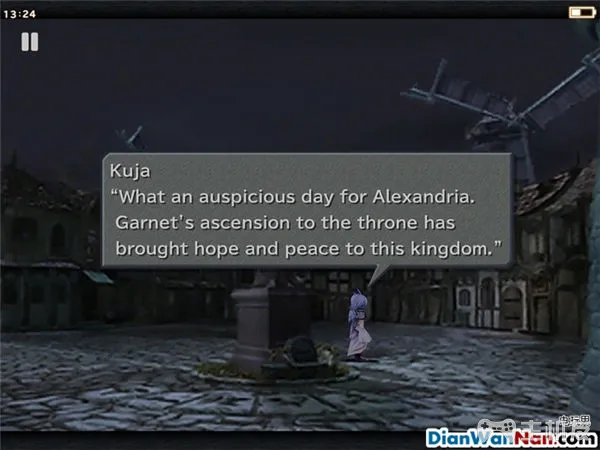 13:24
Kuja
“What an auspicious day for Alexandria.
Garnet’s ascension to the throne has
brought hope and peace to this kingdom.”
DianWanNan.com